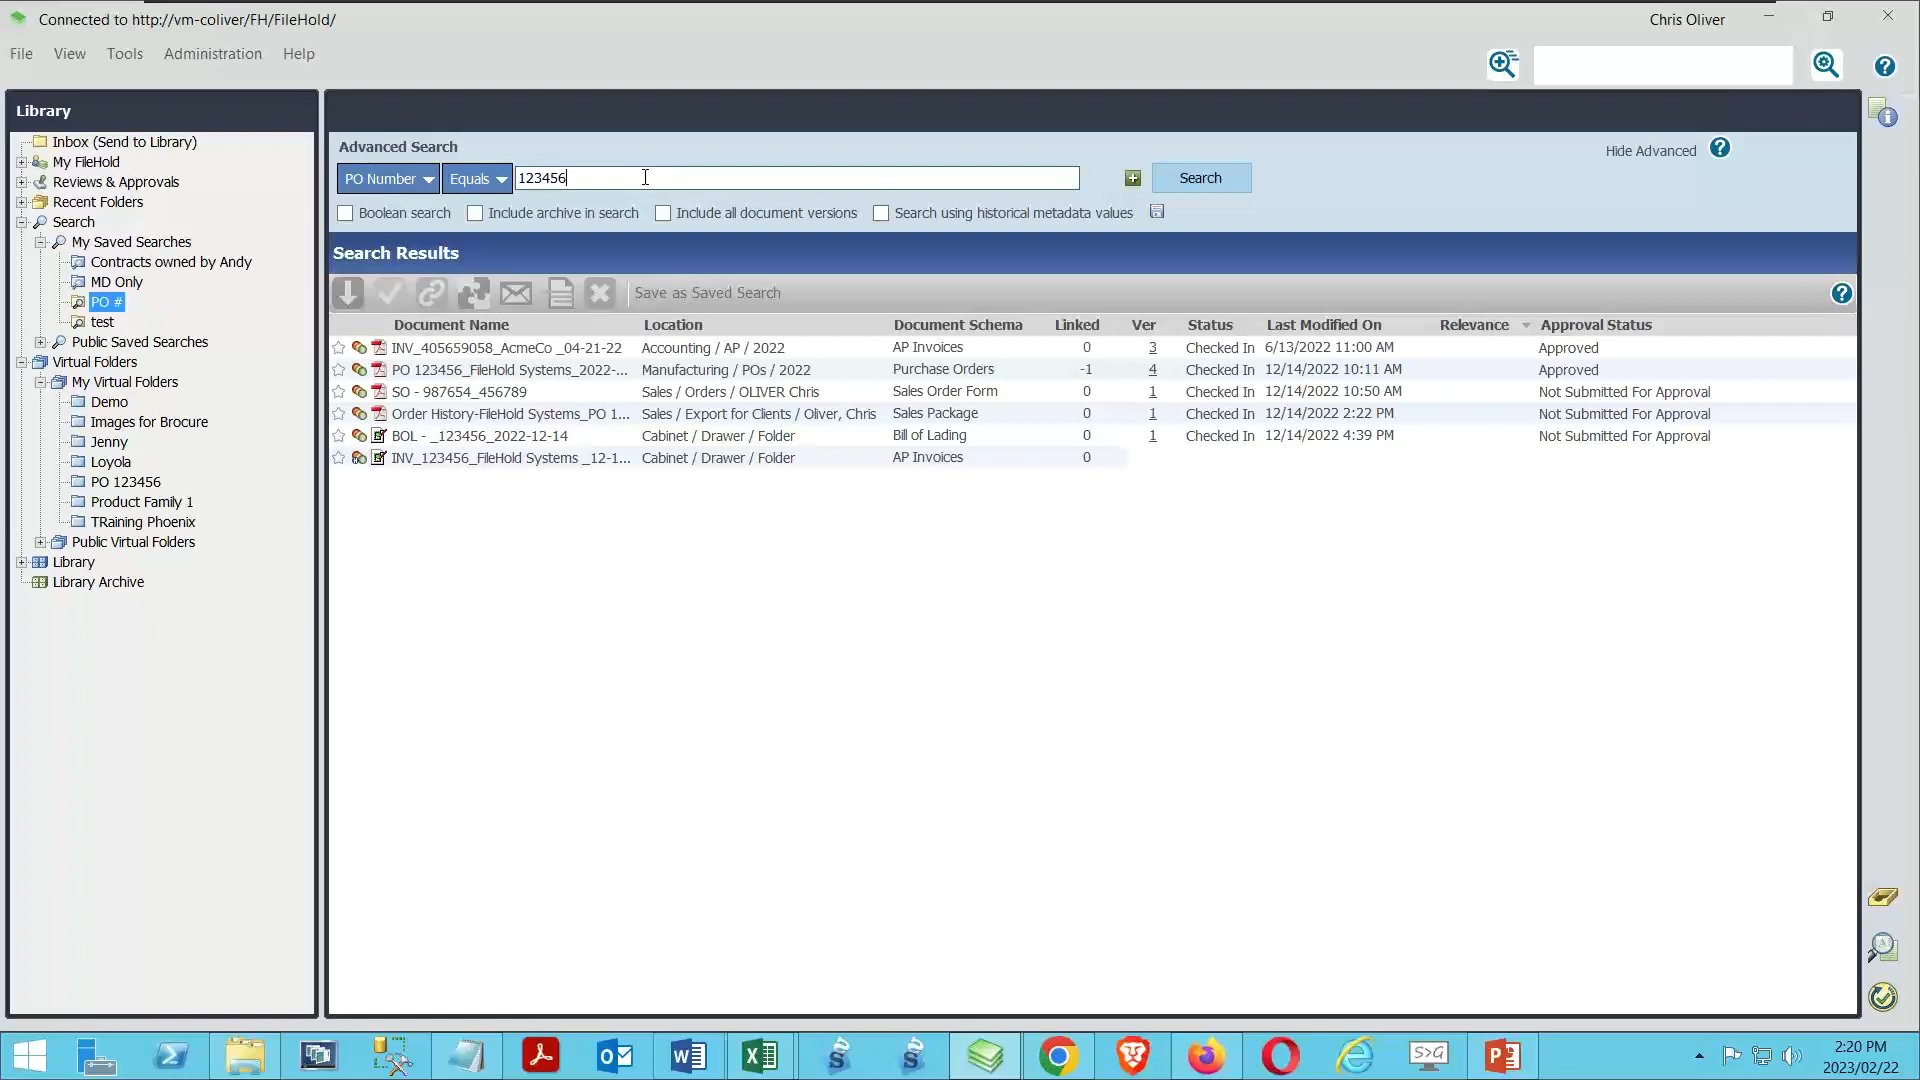 Connected to http://vm-coliver/FH/FileHold/
Chris Oliver
File View Tools Administration Help
Library
Inbox (Send to Library)
My FileHold
Reviews & Approvals
Recent Folders
Search
My Saved Searches
Contracts owned by Andy
MD Only
PO #
test
Public Saved Searches
Virtual Folders
My Virtual Folders
Demo
Images for Brocure
Jenny
Loyola
PO 123456
Product Family 1
TRaining Phoenix
Public Virtual Folders
Library
Library Archive
Advanced Search
Hide Advanced
PO Number Equals 123456 Search
Boolean search Include archive in search Include all document versions Search using historical metadata values
Search Results
Save as Saved Search
Document Name Location Document Schema Linked Ver Status Last Modified On Relevance Approval Status
INV_405659058_AcmeCo _04-21-22 Accounting / AP / 2022 AP Invoices 0 3 Checked In 6/13/2022 11:00 AM Approved
PO 123456_FileHold Systems_2022-... Manufacturing / POs / 2022 Purchase Orders -1 4 Checked In 12/14/2022 10:11 AM Approved
SO - 987654_456789 Sales / Orders / OLIVER Chris Sales Order Form 0 1 Checked In 12/14/2022 10:50 AM Not Submitted For Approval
Order History-FileHold Systems_PO 1... Sales / Export for Clients / Oliver, Chris Sales Package 0 1 Checked In 12/14/2022 2:22 PM Not Submitted For Approval
BOL - _123456_2022-12-14 Cabinet / Drawer / Folder Bill of Lading 0 1 Checked In 12/14/2022 4:39 PM Not Submitted For Approval
INV_123456_FileHold Systems _12-1... Cabinet / Drawer / Folder AP Invoices 0
S>G
2:20 PM
2023/02/22